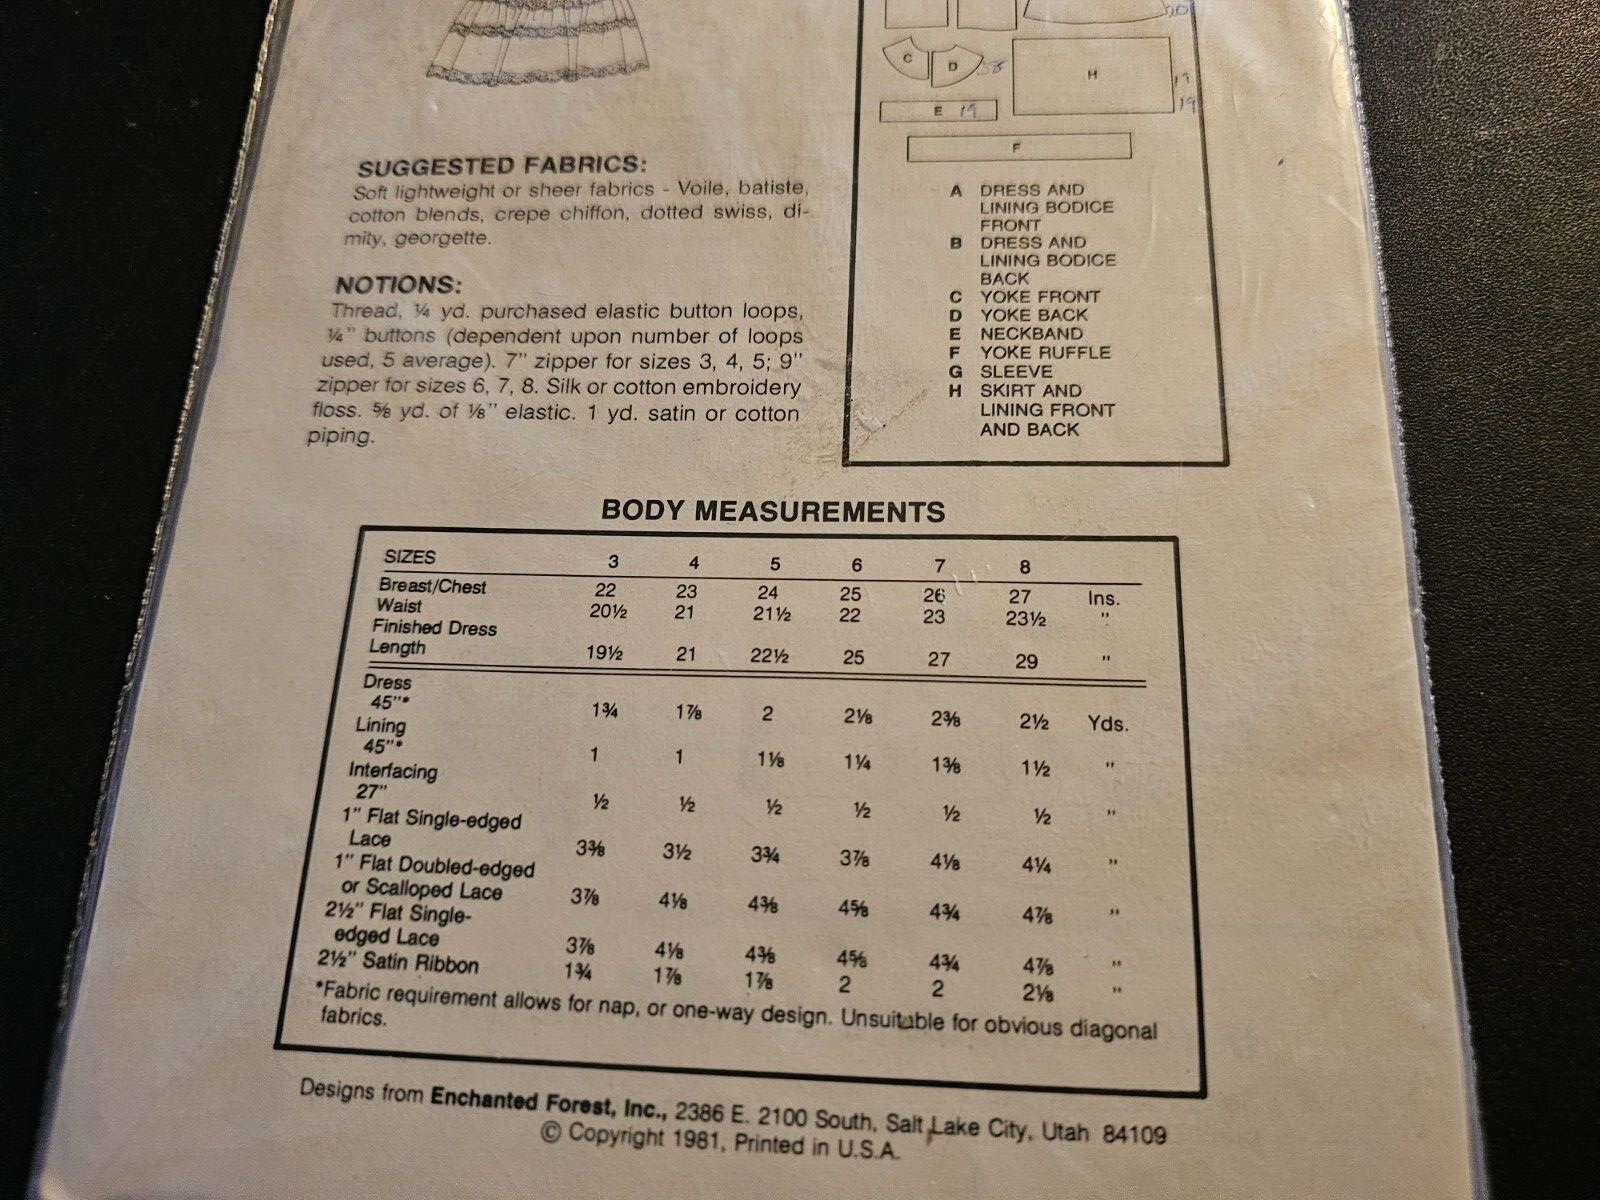 20
C
D
38
H
19
19
E 19
F
SUGGESTED FABRICS:
Soft lightweight or sheer fabrics - Voile, batiste,
cotton blends, crepe chiffon, dotted swiss, di-
mity, georgette.
NOTIONS:
Thread, ¼ yd. purchased elastic button loops,
¼" buttons (dependent upon number of loops
used, 5 average). 7" zipper for sizes 3, 4, 5; 9"
zipper for sizes 6, 7, 8. Silk or cotton embroidery
floss. ⅝ yd. of ⅛" elastic. 1 yd. satin or cotton
piping.
A DRESS AND
LINING BODICE
FRONT
B DRESS AND
LINING BODICE
BACK
C YOKE FRONT
D YOKE BACK
E NECKBAND
F YOKE RUFFLE
G SLEEVE
H SKIRT AND
LINING FRONT
AND BACK
BODY MEASUREMENTS
SIZES 3 4 5 6 7 8
Breast/Chest 22 23 24 25 26 27 Ins.
Waist 20½ 21 21½ 22 23 23½ "
Finished Dress
Length 19½ 21 22½ 25 27 29 "
Dress
45"* 1¾ 1⅞ 2 2⅛ 2⅜ 2½ Yds.
Lining
45"* 1 1 1⅛ 1¼ 1⅜ 1½ "
Interfacing
27" ½ ½ ½ ½ ½ ½ "
1" Flat Single-edged
Lace 3⅜ 3½ 3¾ 3⅞ 4⅛ 4¼ "
1" Flat Doubled-edged
or Scalloped Lace 3⅞ 4⅛ 4⅜ 4⅝ 4¾ 4⅞ "
2½" Flat Single-
edged Lace 3⅞ 4⅛ 4⅜ 4⅝ 4¾ 4⅞ "
2½" Satin Ribbon 1¾ 1⅞ 1⅞ 2 2 2⅛ "
*Fabric requirement allows for nap, or one-way design. Unsuitable for obvious diagonal
fabrics.
Designs from Enchanted Forest, Inc., 2386 E. 2100 South, Salt Lake City, Utah 84109
© Copyright 1981, Printed in U.S.A.